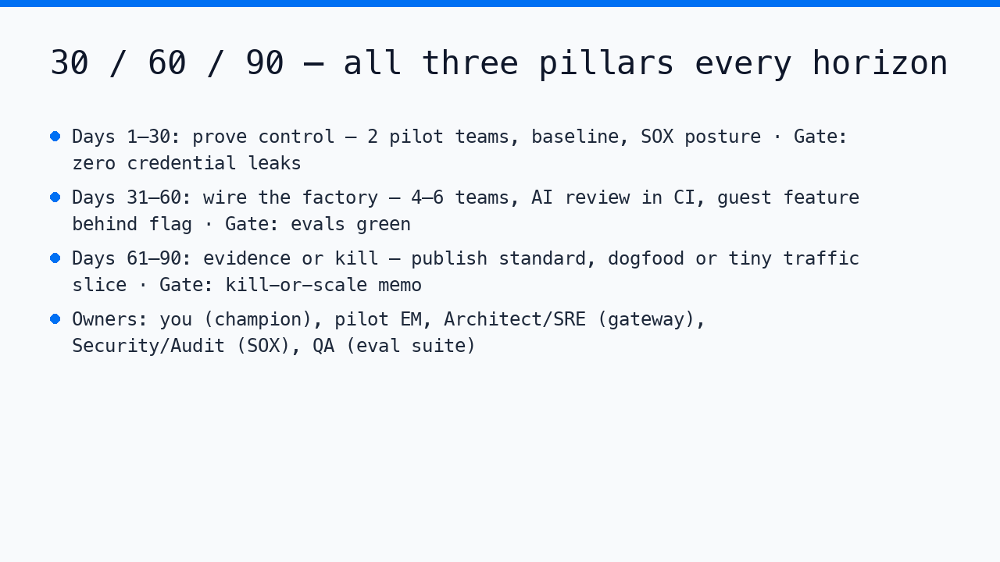 30 / 60 / 90 — all three pillars every horizon
Days 1–30: prove control — 2 pilot teams, baseline, SOX posture · Gate:
zero credential leaks
Days 31–60: wire the factory — 4–6 teams, AI review in CI, guest feature
behind flag · Gate: evals green
Days 61–90: evidence or kill — publish standard, dogfood or tiny traffic
slice · Gate: kill-or-scale memo
Owners: you (champion), pilot EM, Architect/SRE (gateway),
Security/Audit (SOX), QA (eval suite)